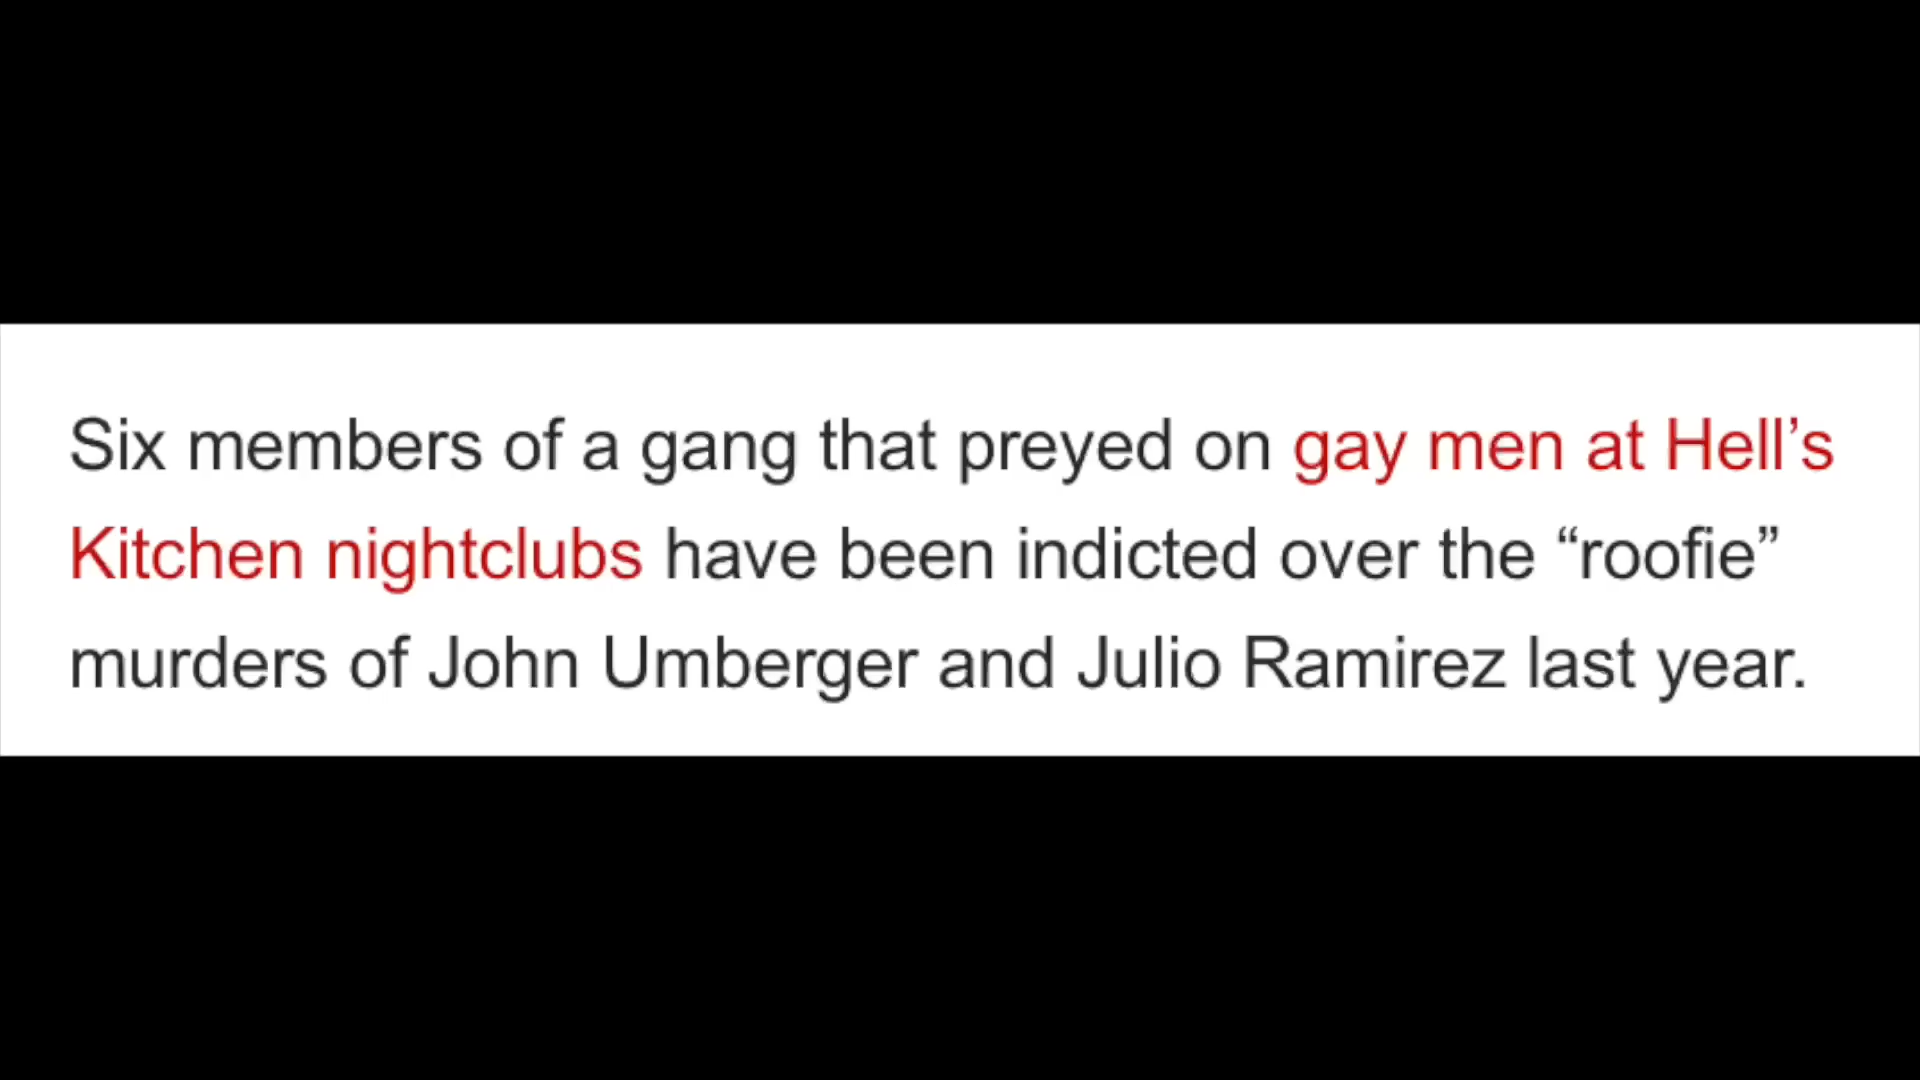 Six members of a gang that preyed on gay men at Hell’s
Kitchen nightclubs have been indicted over the “roofie”
murders of John Umberger and Julio Ramirez last year.